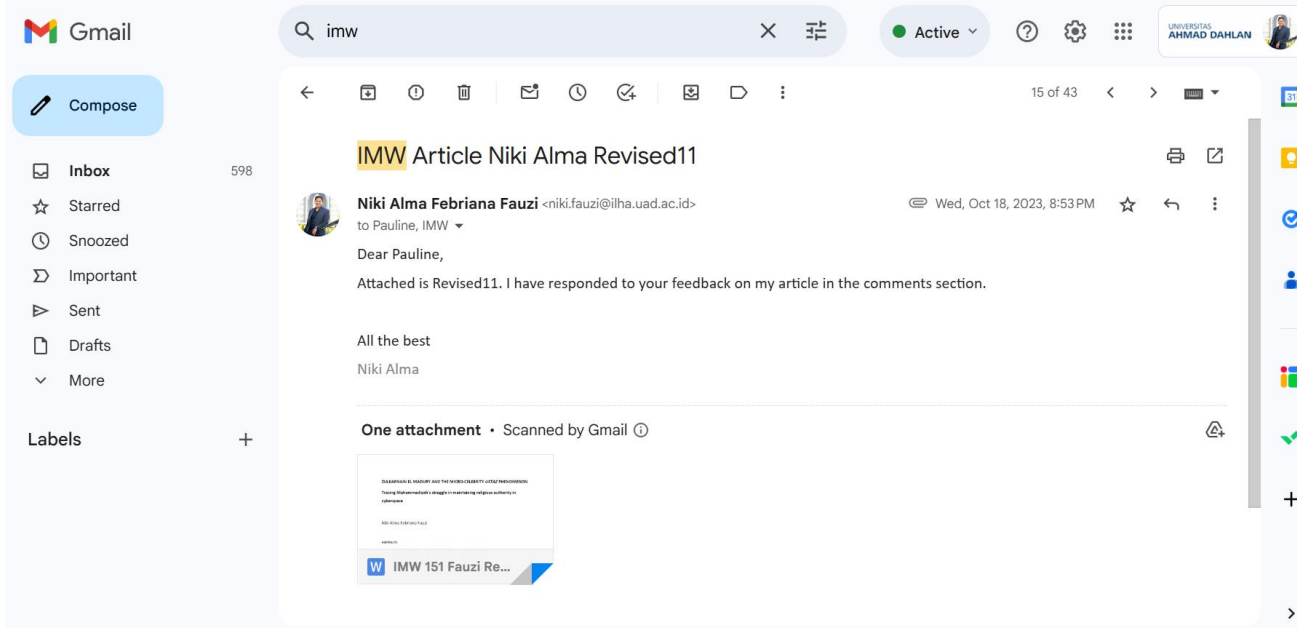 Gmail
imw
Active
UNIVERSITAS
AHMAD DAHLAN
Compose
15 of 43
31
IMW Article Niki Alma Revised11
Inbox 598
Starred
Snoozed
Important
Sent
Drafts
More
Labels
Niki Alma Febriana Fauzi <niki.fauzi@ilha.uad.ac.id>
Wed, Oct 18, 2023, 8:53 PM
to Pauline, IMW
Dear Pauline,
Attached is Revised11. I have responded to your feedback on my article in the comments section.
All the best
Niki Alma
One attachment • Scanned by Gmail
ZULKARNAIN EL MADURY AND THE MICRO-CELEBRITY USTAZ PHENOMENON
Tracing Muhammadiyah's struggle in maintaining religious authority in
cyberspace
Niki Alma Febriana Fauzi
W IMW 151 Fauzi Re...